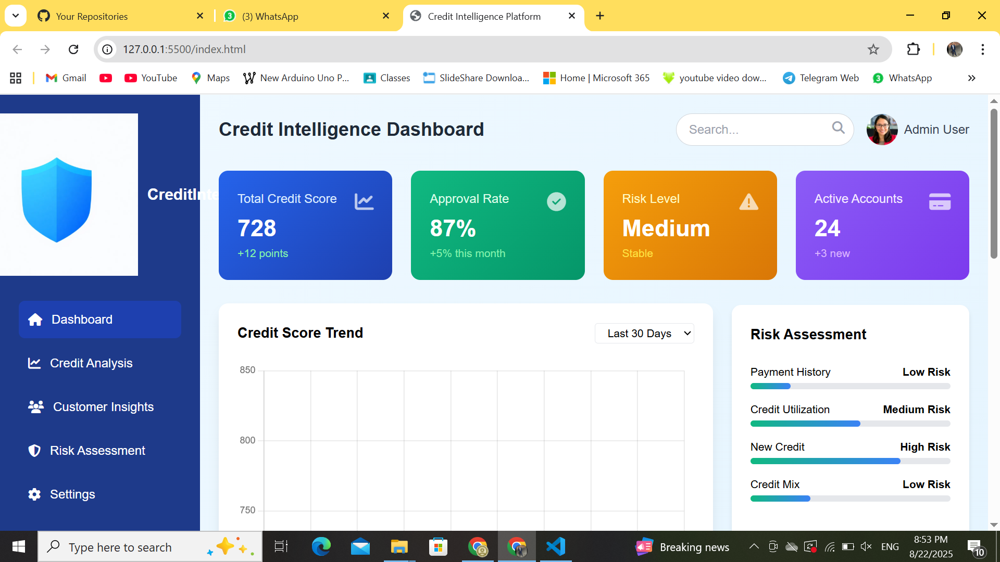 Your Repositories
3
(3) WhatsApp
Credit Intelligence Platform
127.0.0.1:5500/index.html
Gmail
YouTube
Maps
New Arduino Uno P...
Classes
SlideShare Downloa...
Home | Microsoft 365
youtube video dow...
Telegram Web
3
WhatsApp
CreditInte
Dashboard
Credit Analysis
Customer Insights
Risk Assessment
Settings
Credit Intelligence Dashboard
Search...
Admin User
Total Credit Score
728
+12 points
Approval Rate
87%
+5% this month
Risk Level
Medium
Stable
Active Accounts
24
+3 new
Credit Score Trend
Last 30 Days
850
800
750
Risk Assessment
Payment History Low Risk
Credit Utilization Medium Risk
New Credit High Risk
Credit Mix Low Risk
Type here to search
Breaking news
ENG
8:53 PM
8/22/2025
10